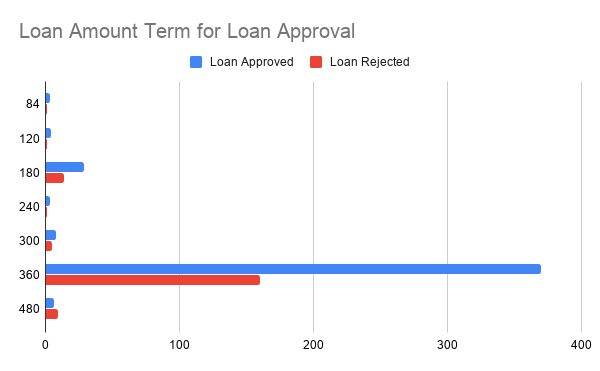 Loan Amount Term for Loan Approval
Loan Approved Loan Rejected
84
120
180
240
300
360
480
0 100 200 300 400